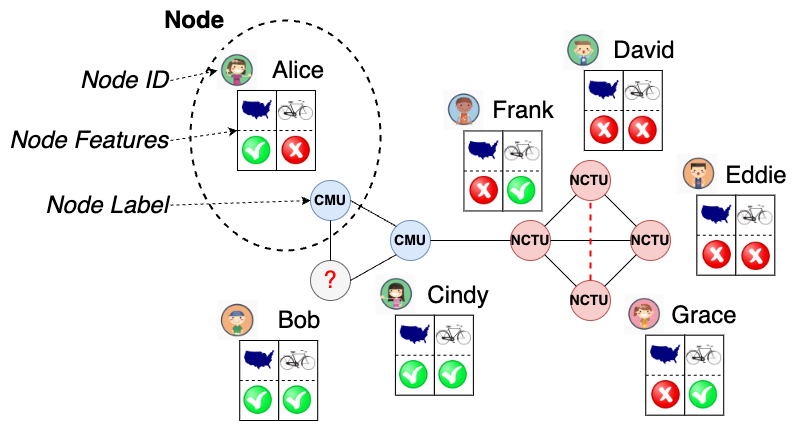 Node
David
Node ID
Alice
Frank
Node Features
Eddie
NCTU
Node Label
CMU
CMU
NCTU
NCTU
?
Cindy
NCTU
Bob
Grace